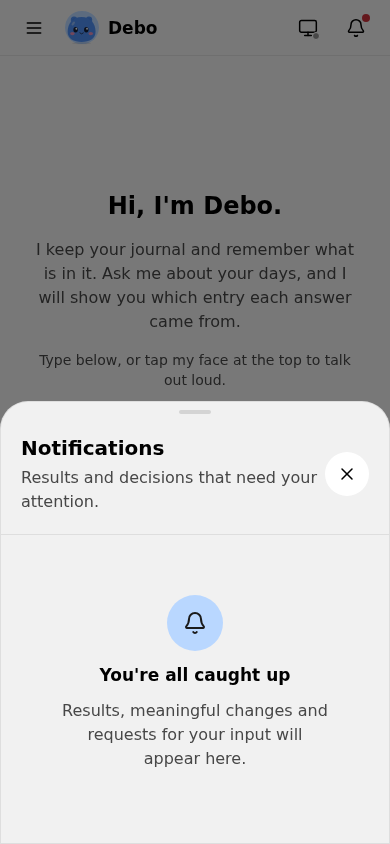 Debo
Hi, I'm Debo.
I keep your journal and remember what
is in it. Ask me about your days, and I
will show you which entry each answer
came from.
Type below, or tap my face at the top to talk
out loud.
Notifications
Results and decisions that need your
attention.
You're all caught up
Results, meaningful changes and
requests for your input will
appear here.